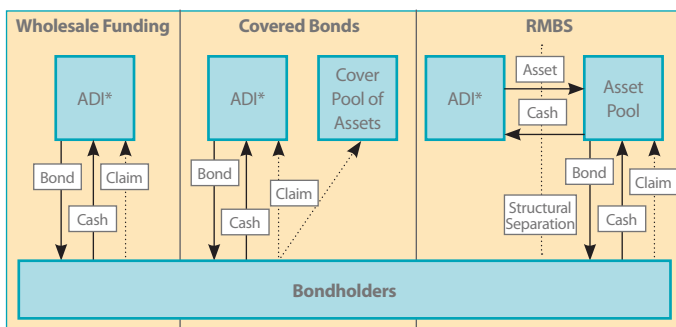 Wholesale Funding
ADI*
Bond
Claim
Cash
Covered Bonds
ADI*
Cover
Pool of
Assets
Bond
Claim
Cash
RMBS
Asset
ADI*
Cash
Asset
Pool
Bond
Claim
Structural
Separation
Cash
Bondholders